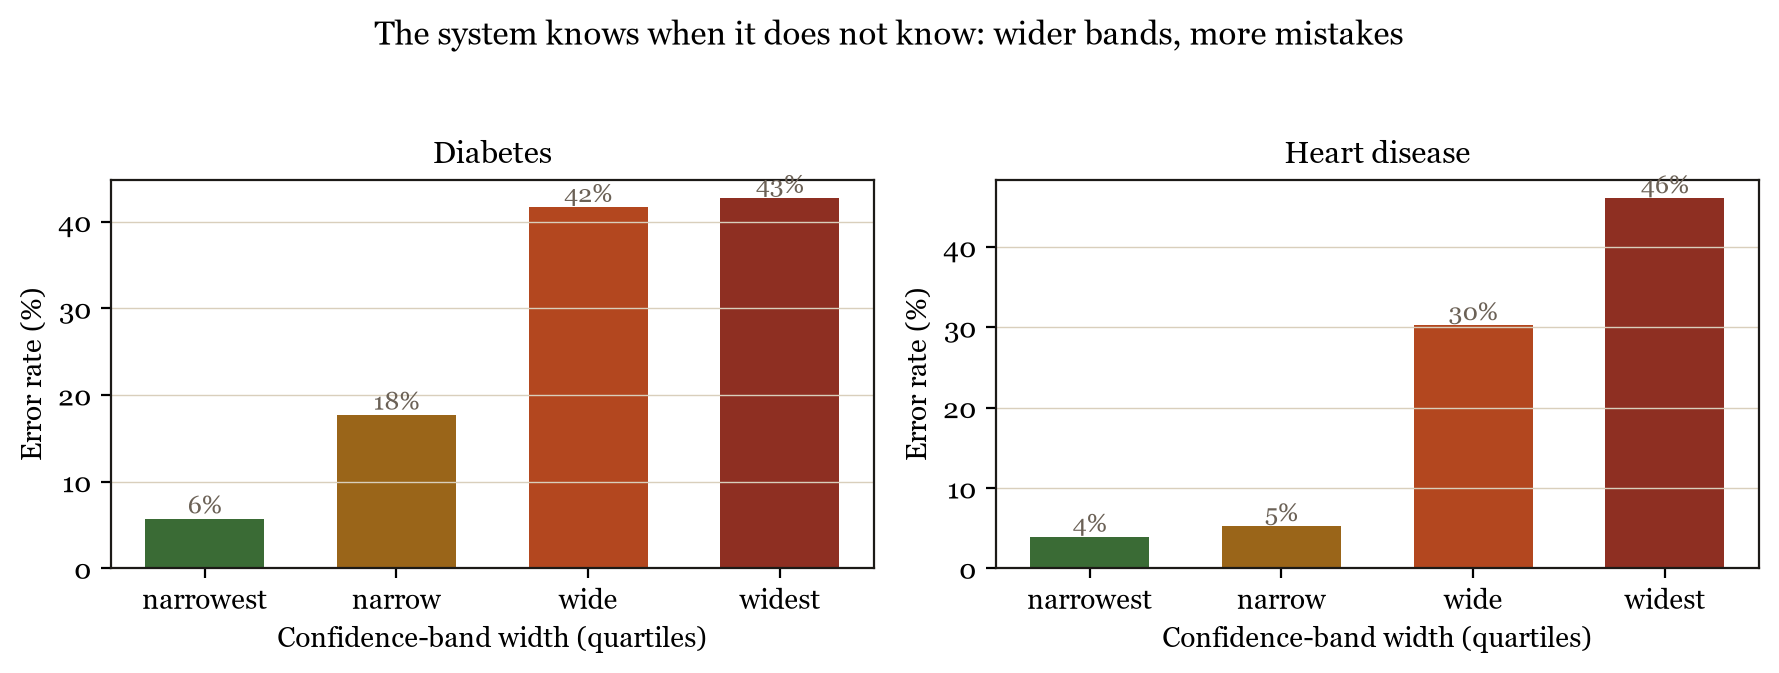 The system knows when it does not know: wider bands, more mistakes
Diabetes
Error rate (%)
40
30
20
10
0
6%
18%
42%
43%
narrowest narrow wide widest
Confidence-band width (quartiles)
Heart disease
Error rate (%)
40
30
20
10
0
4%
5%
30%
46%
narrowest narrow wide widest
Confidence-band width (quartiles)